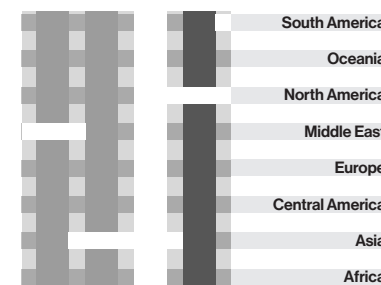 South America
Oceania
North America
Middle East
Europe
Central America
Asia
Africa